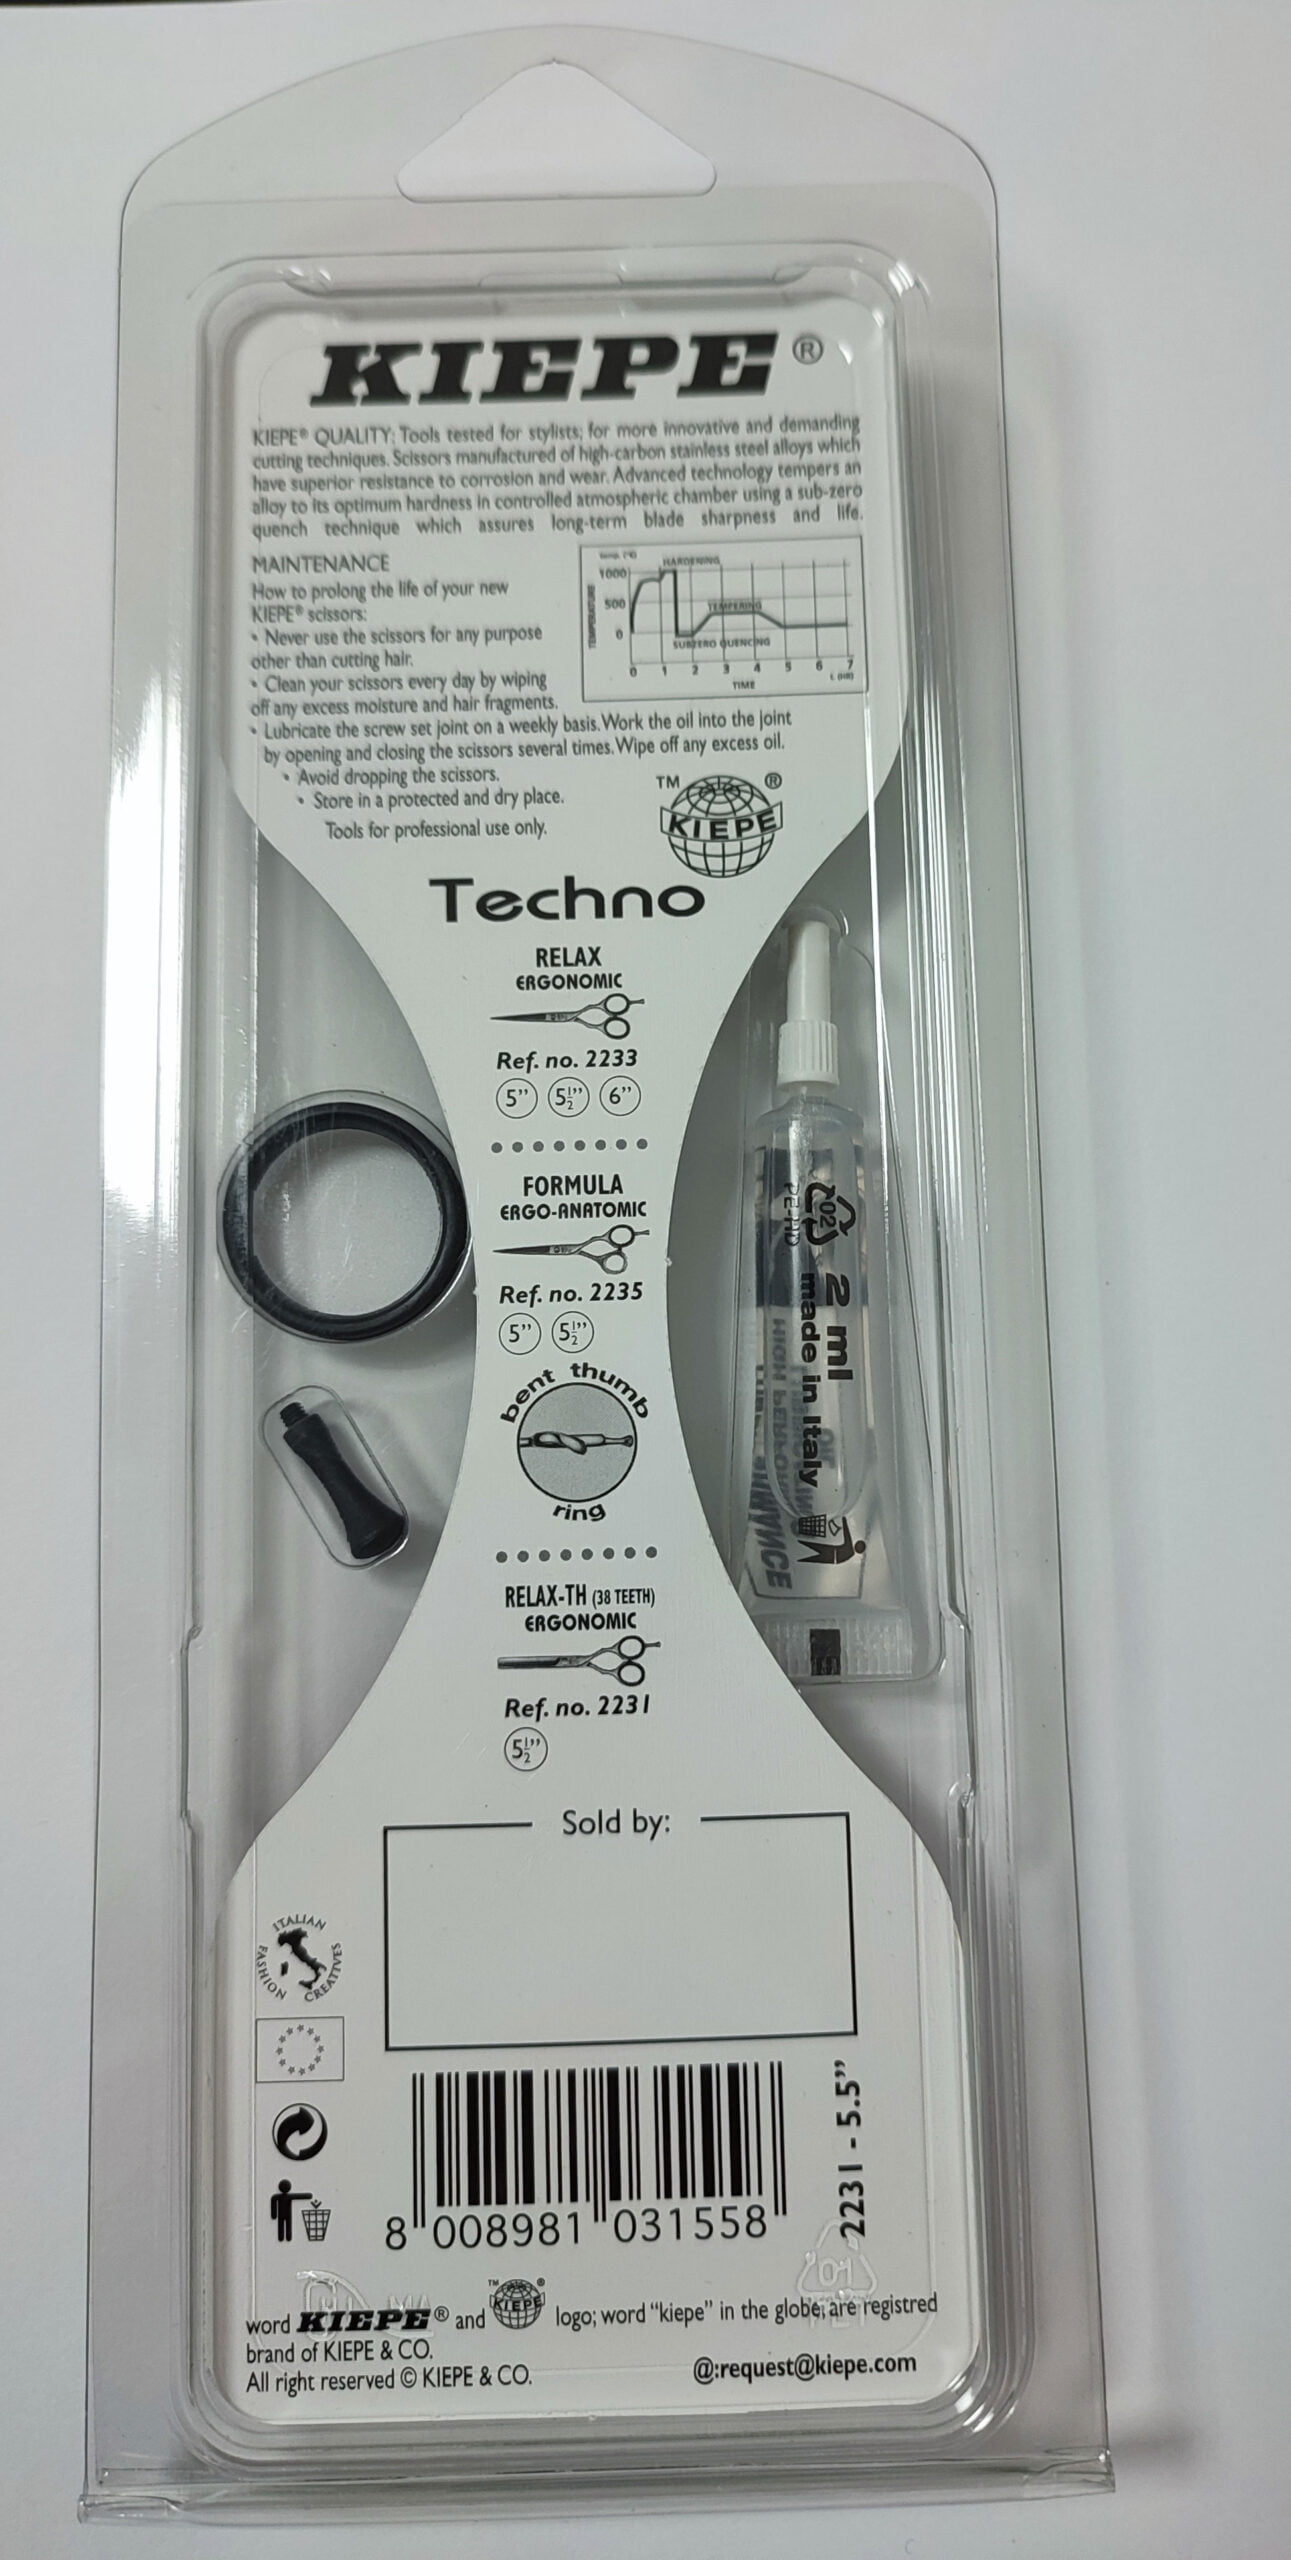 KIEPE®
KIEPE® QUALITY: Tools tested for stylists; for more innovative and demanding
cutting techniques. Scissors manufactured of high-carbon stainless steel alloys which
have superior resistance to corrosion and wear. Advanced technology tempers an
alloy to its optimum hardness in controlled atmospheric chamber using a sub-zero
quench technique which assures long-term blade sharpness and life.
MAINTENANCE
How to prolong the life of your new
KIEPE® scissors:
• Never use the scissors for any purpose
other than cutting hair.
• Clean your scissors every day by wiping
off any excess moisture and hair fragments.
• Lubricate the screw set joint on a weekly basis. Work the oil into the joint
by opening and closing the scissors several times. Wipe off any excess oil.
• Avoid dropping the scissors.
• Store in a protected and dry place.
Tools for professional use only.
HARDENING
1000
500
0
TEMPERATURE
TEMPERING
SUBZERO QUENCING
0 1 2 3 4 5 6 7
TIME
TM KIEPE ®
Techno
RELAX
ERGONOMIC
Ref. no. 2233
5” 5½” 6”
FORMULA
ERGO-ANATOMIC
Ref. no. 2235
5” 5½”
bent thumb
ring
RELAX-TH (38 TEETH)
ERGONOMIC
Ref. no. 2231
5½”
02
PE-HD
2 ml
made in Italy
Sold by:
ITALIAN
FASHION
CREATIVES
8 008981 031558
2231 - 5.5”
01
word KIEPE® and TM KIEPE ® logo; word “kiepe” in the globe; are registred
brand of KIEPE & CO.
All right reserved © KIEPE & CO.
@:request@kiepe.com